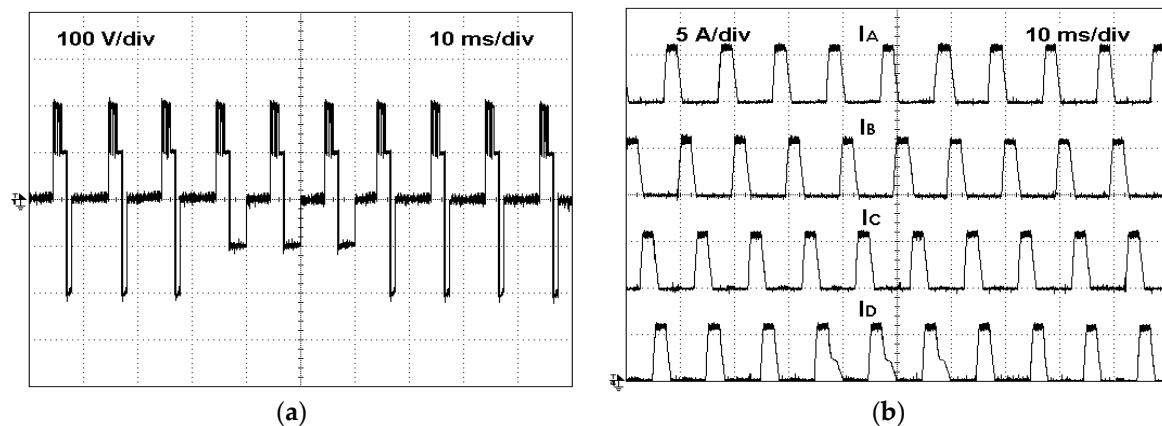 100 V/div 10 ms/div
5 A/div IA 10 ms/div
IB
IC
ID
(a) (b)